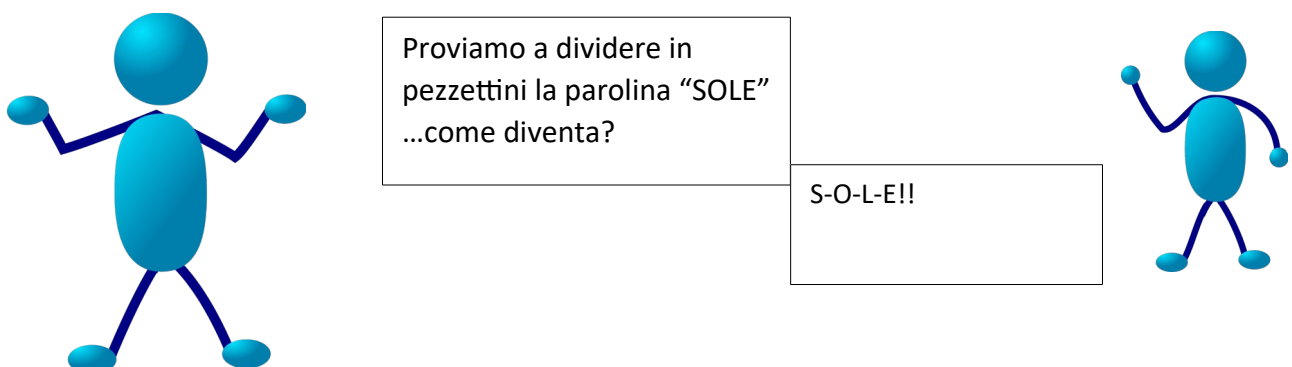 Proviamo a dividere in
pezzettini la parolina “SOLE”
…come diventa?
S-O-L-E!!